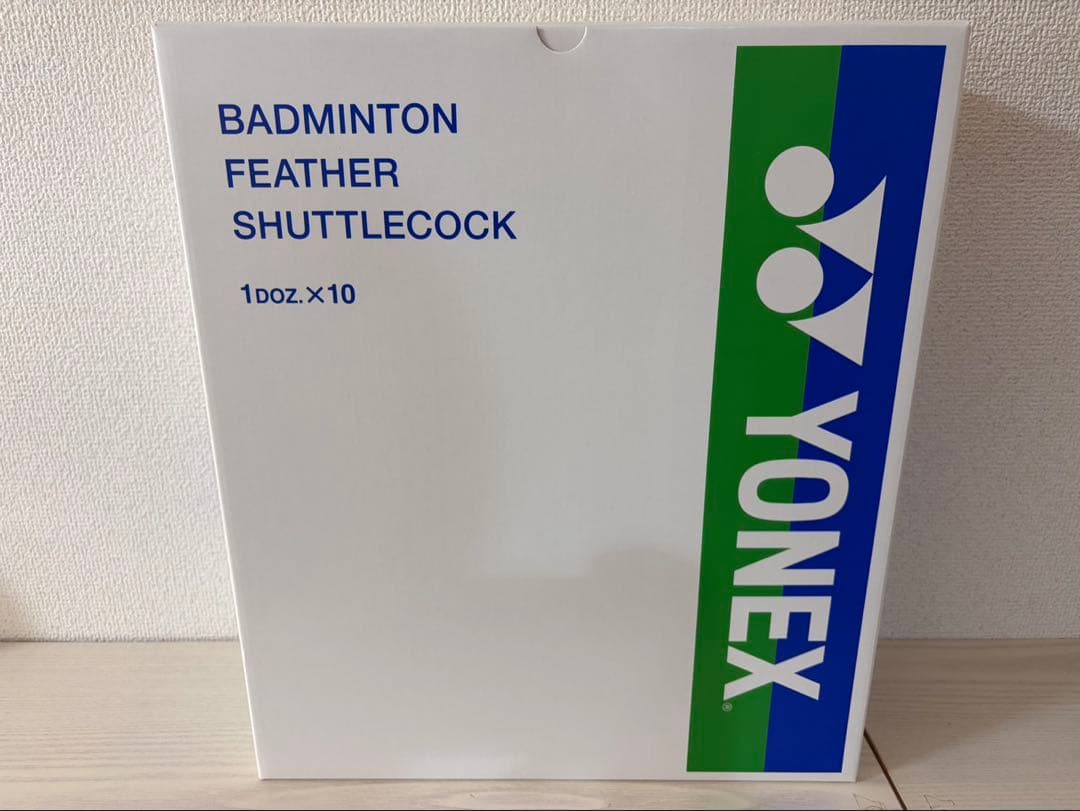 BADMINTON
FEATHER
SHUTTLECOCK
1DOZ.×10
YONEX®